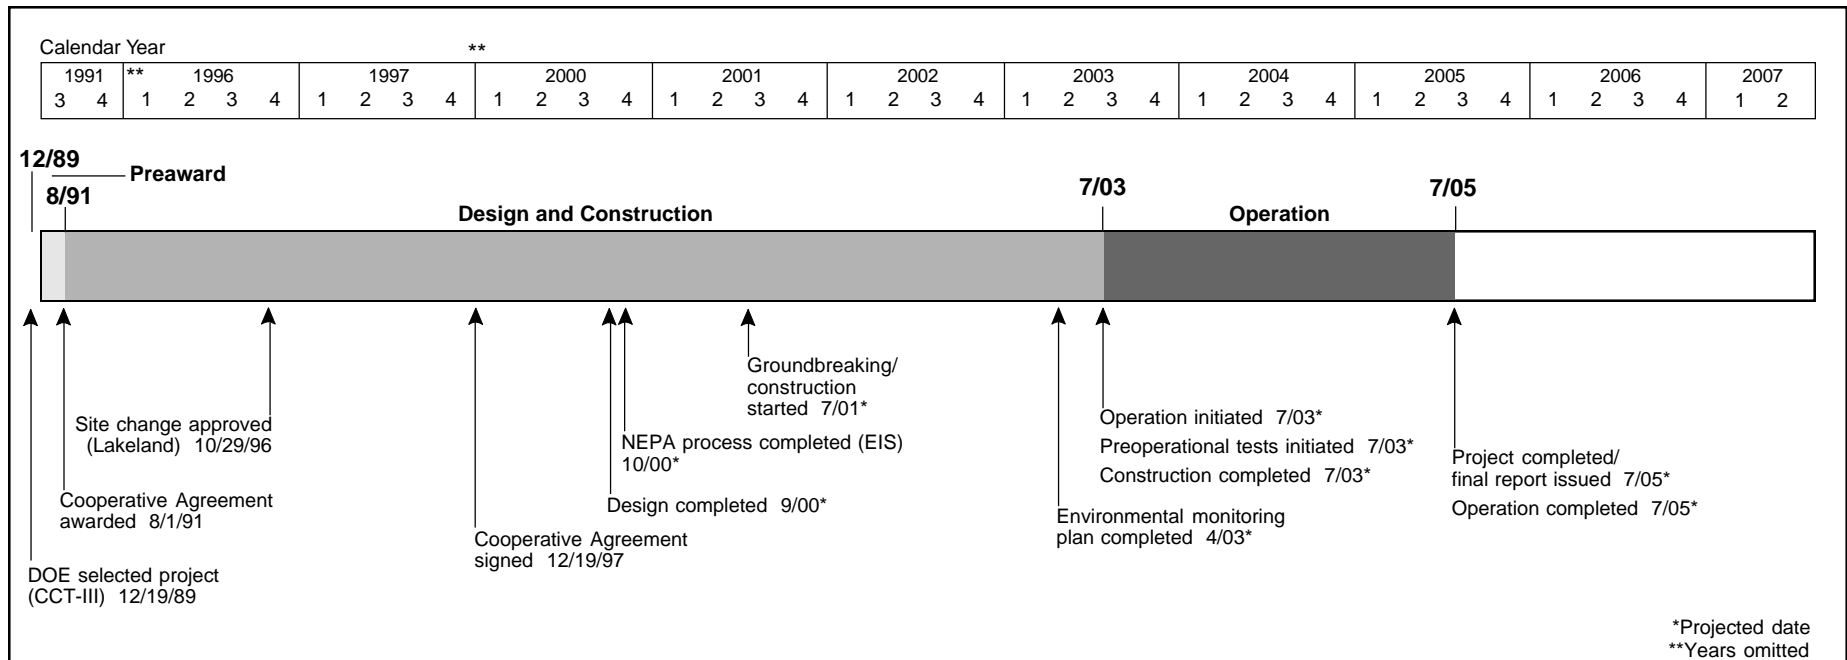 Calendar Year
**
1991 ** 1996 1997 2000 2001 2002 2003 2004 2005 2006 2007
3 4 1 2 3 4 1 2 3 4 1 2 3 4 1 2 3 4 1 2 3 4 1 2 3 4 1 2 3 4 1 2 3 4 1 2 3 4 1 2
12/89
Preaward
8/91
7/03
7/05
Design and Construction
Operation
Groundbreaking/
construction
started 7/01*
Site change approved
(Lakeland) 10/29/96
NEPA process completed (EIS)
10/00*
Operation initiated 7/03*
Preoperational tests initiated 7/03*
Construction completed 7/03*
Project completed/
final report issued 7/05*
Operation completed 7/05*
Cooperative Agreement
awarded 8/1/91
Design completed 9/00*
Environmental monitoring
plan completed 4/03*
Cooperative Agreement
signed 12/19/97
DOE selected project
(CCT-III) 12/19/89
*Projected date
**Years omitted